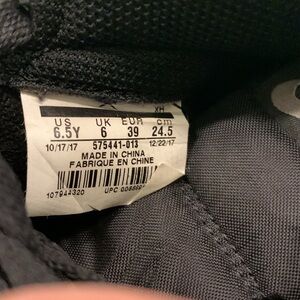 XH
US UK EUR cm
6.5Y 6 39 24.5
10/17/17 575441-013 12/22/17
MADE IN CHINA
FABRIQUE EN CHINE
107944320 UPC